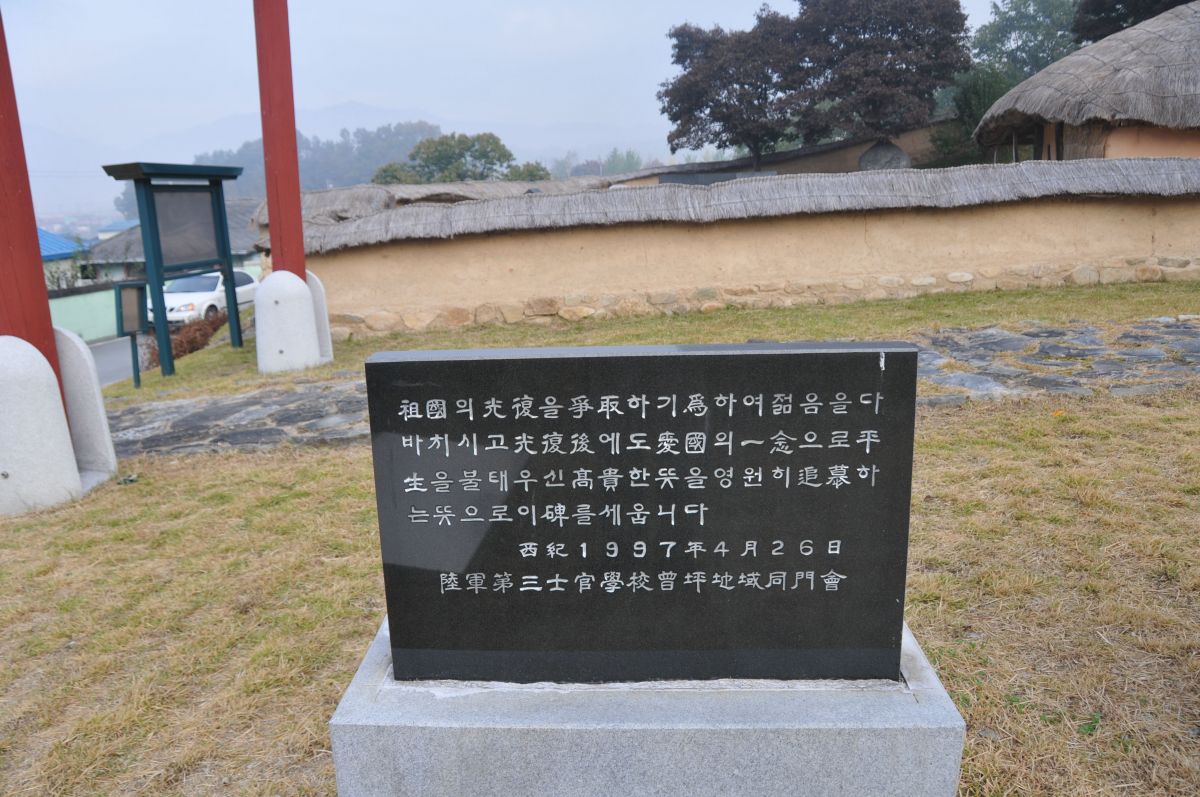 祖國의光復을爭取하기爲하여젊음을다
바치시고光復後에도愛國의一念으로平
生을불태우신高貴한뜻을영원히追慕하
는뜻으로이碑를세웁니다
西紀1997年4月26日
陸軍第三士官學校曾坪地域同門會